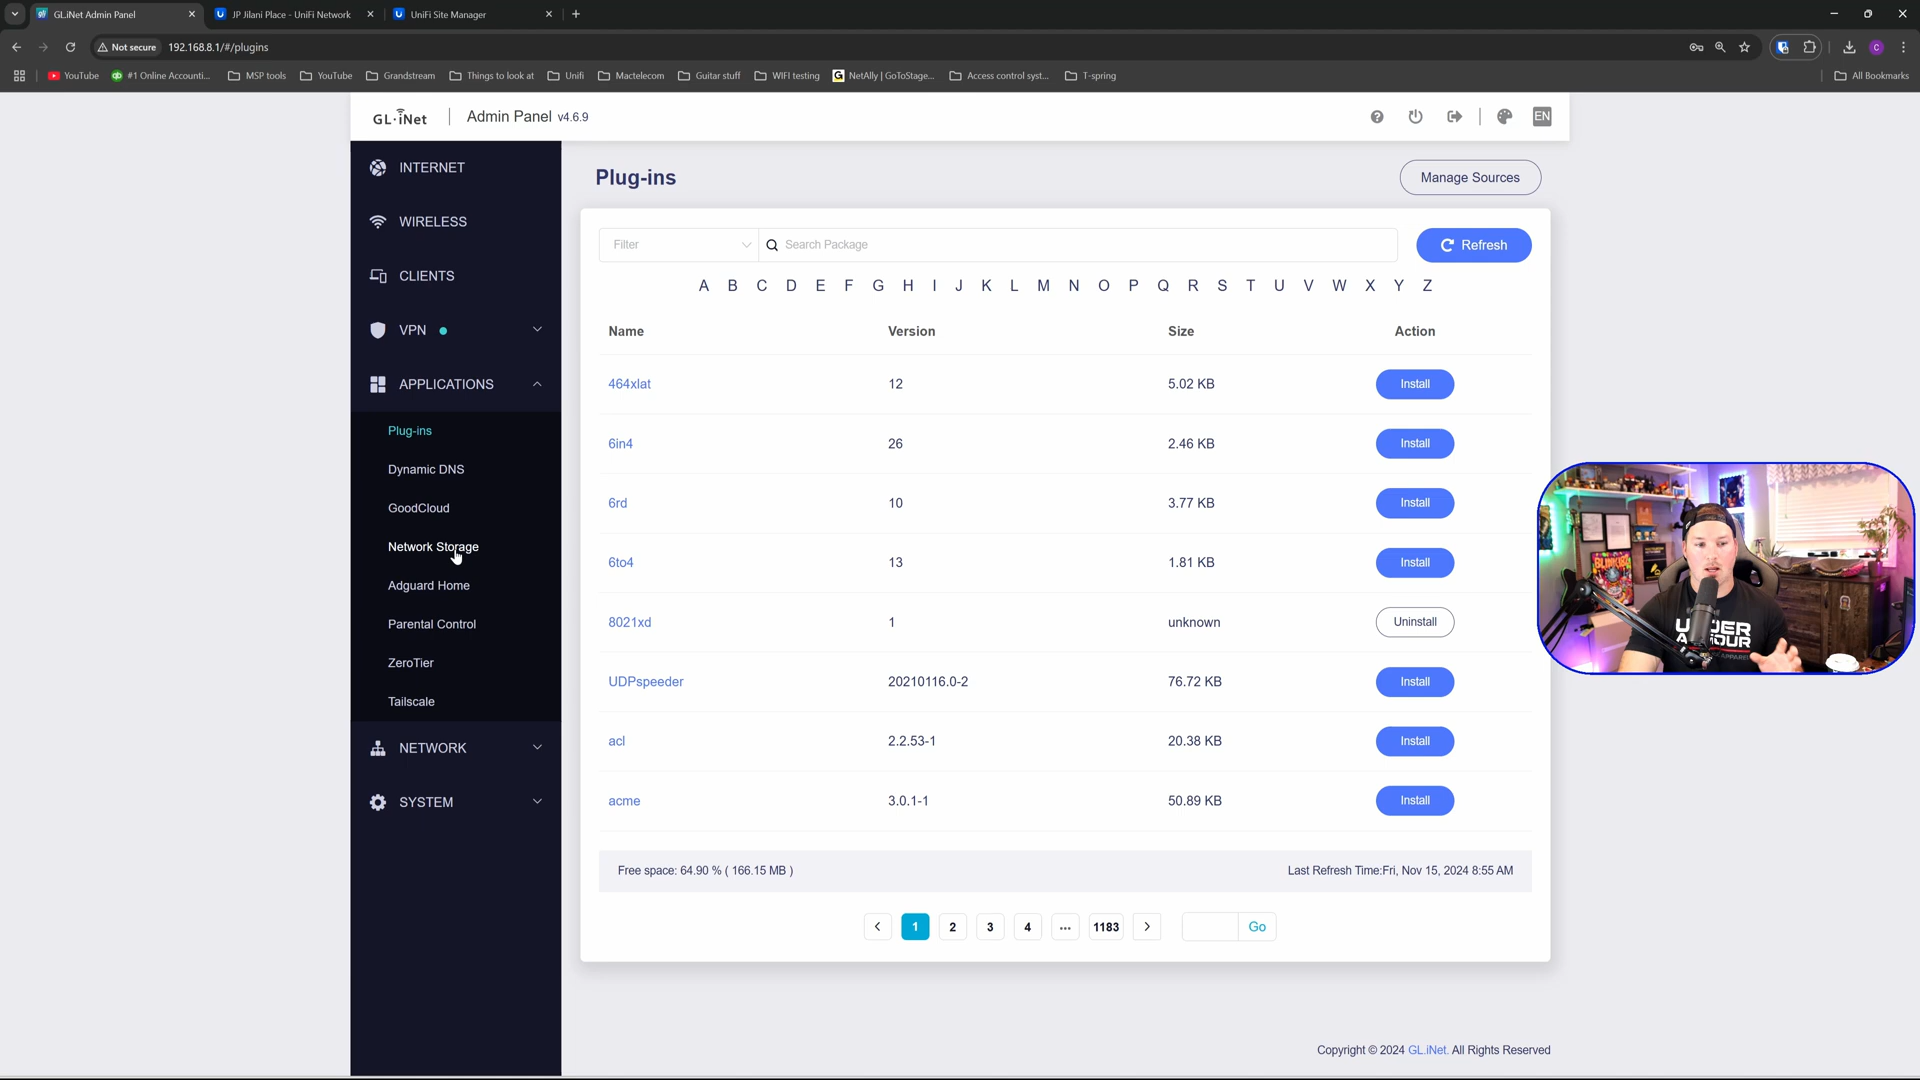 GL.iNet Admin Panel
JP Jilani Place - UniFi Network
UniFi Site Manager
Not secure
192.168.8.1/#/plugins
C
YouTube
#1 Online Accounti...
MSP tools
YouTube
Grandstream
Things to look at
Unifi
Mactelecom
Guitar stuff
WIFI testing
NetAlly | GoToStage...
Access control syst...
T-spring
All Bookmarks
GL·iNet
Admin Panel v4.6.9
EN
INTERNET
WIRELESS
CLIENTS
VPN
APPLICATIONS
Plug-ins
Dynamic DNS
GoodCloud
Network Storage
Adguard Home
Parental Control
ZeroTier
Tailscale
NETWORK
SYSTEM
Plug-ins
Manage Sources
Filter
Search Package
Refresh
A B C D E F G H I J K L M N O P Q R S T U V W X Y Z
Name Version Size Action
464xlat 12 5.02 KB Install
6in4 26 2.46 KB Install
6rd 10 3.77 KB Install
6to4 13 1.81 KB Install
8021xd 1 unknown Uninstall
UDPspeeder 20210116.0-2 76.72 KB Install
acl 2.2.53-1 20.38 KB Install
acme 3.0.1-1 50.89 KB Install
Free space: 64.90 % ( 166.15 MB )
Last Refresh Time:Fri, Nov 15, 2024 8:55 AM
1 2 3 4 ... 1183
Go
Copyright © 2024 GL.iNet. All Rights Reserved